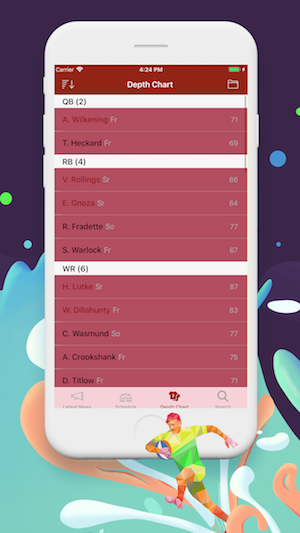 Carrier 4:24 PM
Depth Chart
QB (2)
A. Wilkening Fr 71
T. Heckard Fr 69
RB (4)
V. Rollings Sr 86
E. Gnoza Sr 84
R. Fradette So 77
S. Warlock Fr 67
WR (6)
H. Lutke Sr 87
W. Dillahunty Fr 83
C. Wasmund So 77
A. Crookshank Fr 75
D. Titlow Fr 71
Latest News Schedule Depth Chart Search